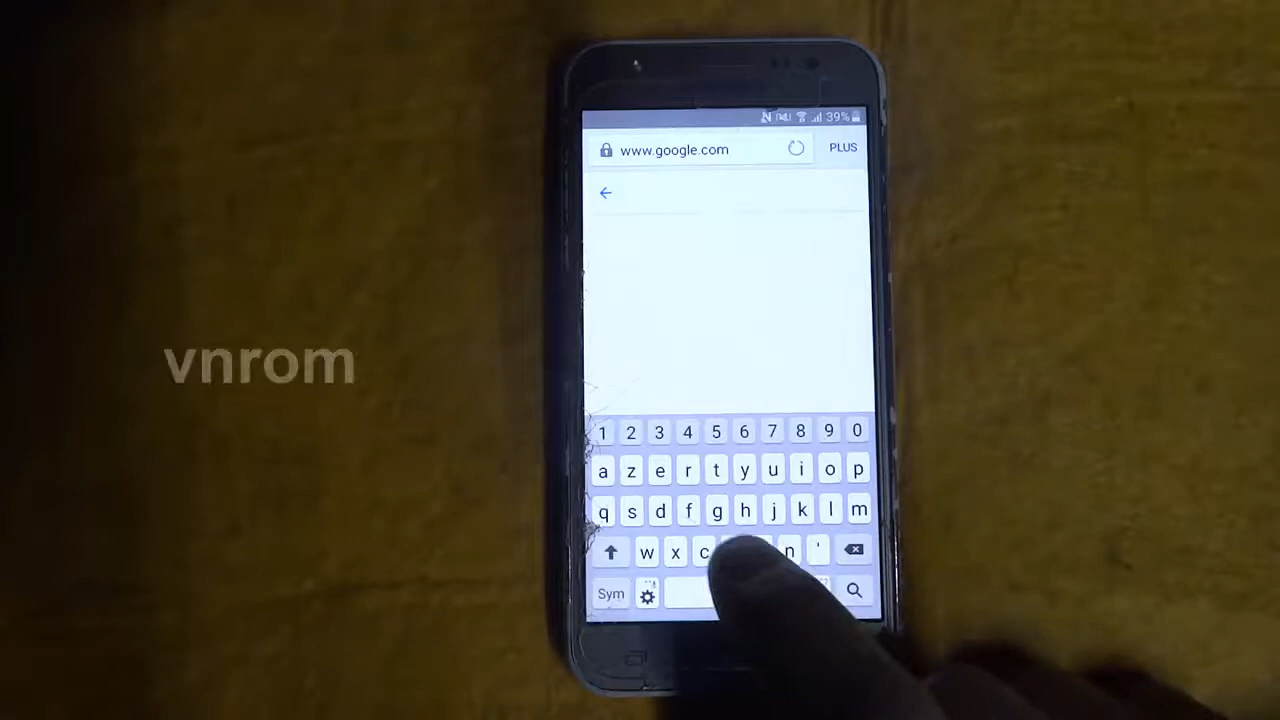 39%
www.google.com
PLUS
vnrom
1 2 3 4 5 6 7 8 9 0
a z e r t y u i o p
q s d f g h j k l m
w x c n '
Sym